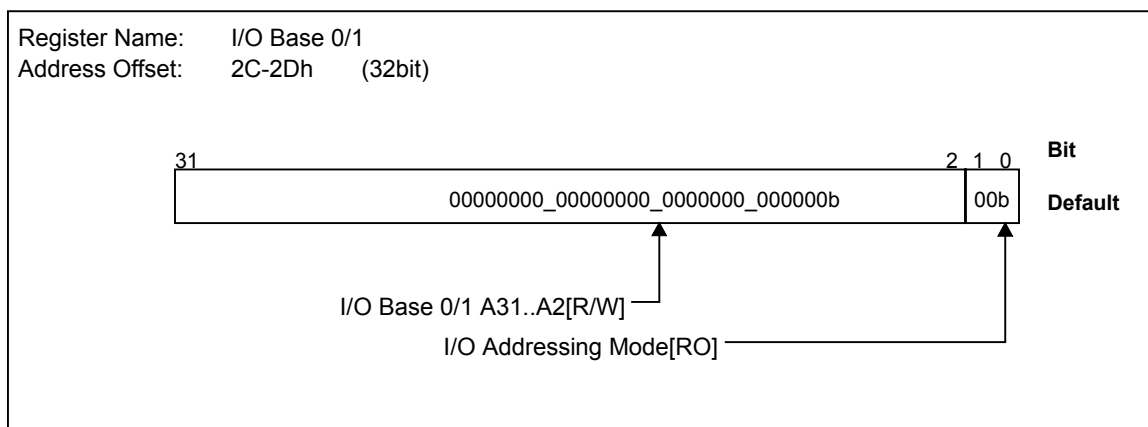 Register Name: I/O Base 0/1
Address Offset: 2C-2Dh (32bit)
31 2 1 0 Bit
00000000_00000000_0000000_000000b 00b Default
I/O Base 0/1 A31..A2[R/W]
I/O Addressing Mode[RO]